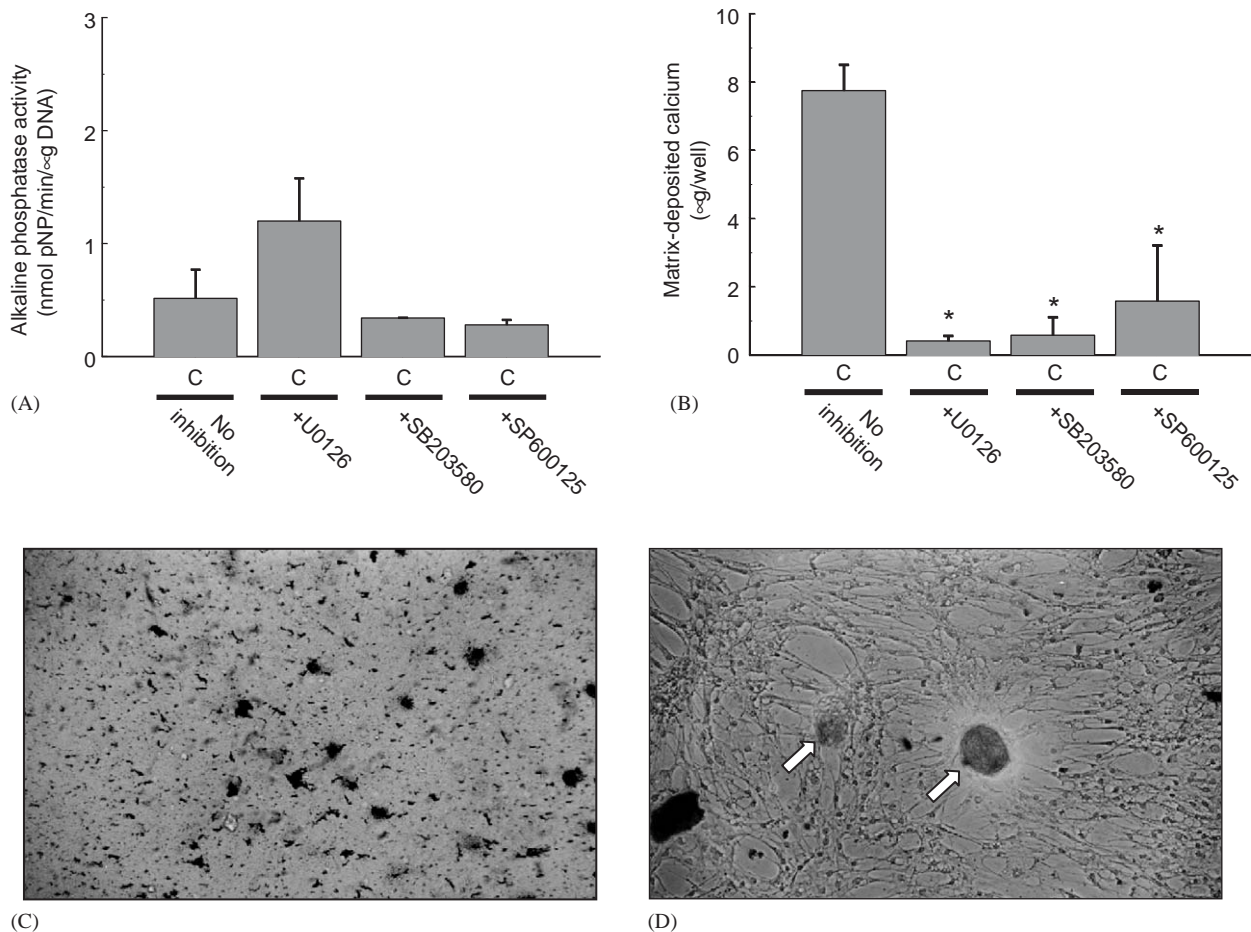 Alkaline phosphatase activity
(nmol pNP/min/∝g DNA)
3
2
1
0
C
C
C
C
No
inhibition
+U0126
+SB203580
+SP600125
(A)
Matrix-deposited calcium
(∝g/well)
10
8
6
4
2
0
*
*
*
C
C
C
C
No
inhibition
+U0126
+SB203580
+SP600125
(B)
(C)
(D)